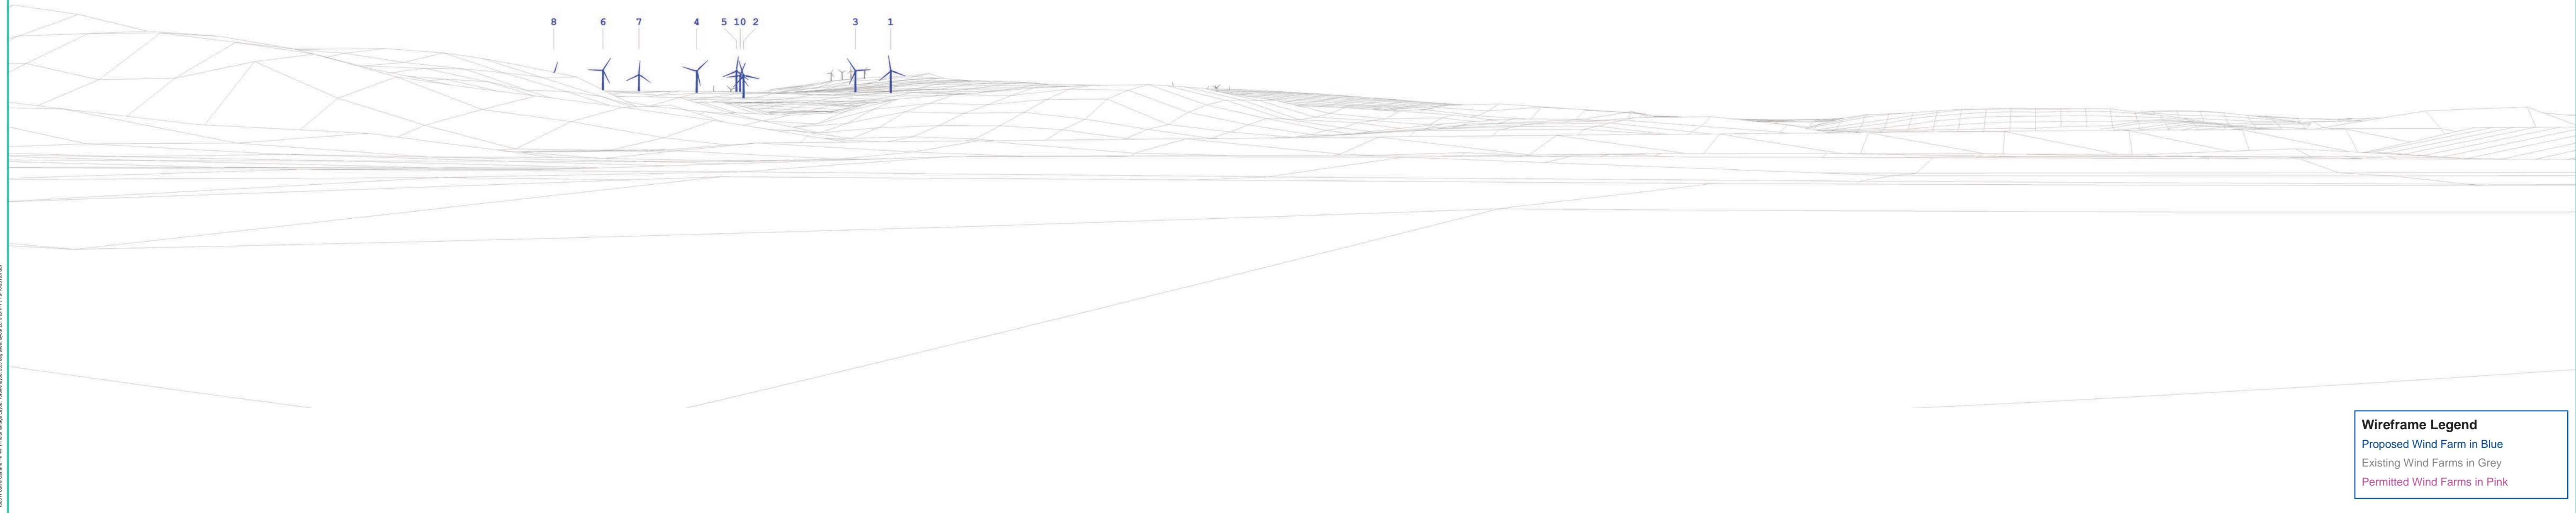 8 6 7 4 5 10 2 3 1
Wireframe Legend
Proposed Wind Farm in Blue
Existing Wind Farms in Grey
Permitted Wind Farms in Pink